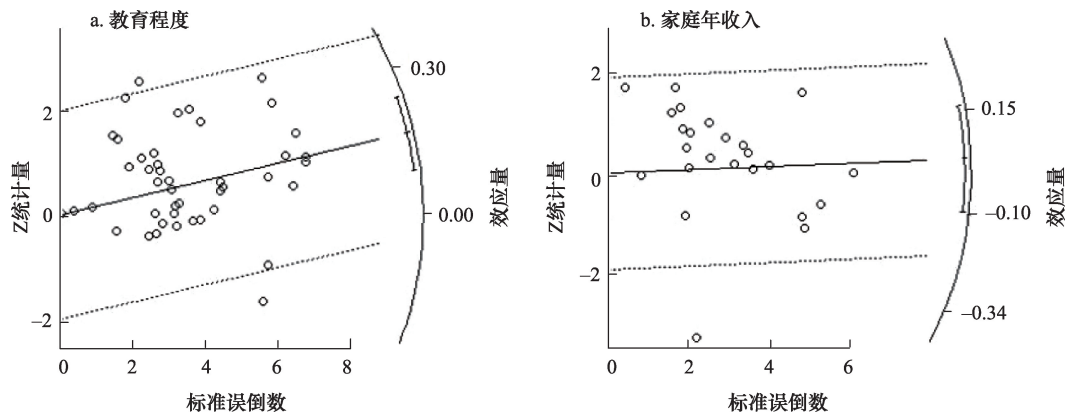 a. 教育程度
Z统计量
2
0
−2
0 2 4 6 8
标准误倒数
0.30
0.00
效应量
b. 家庭年收入
Z统计量
2
0
−2
0 2 4 6
标准误倒数
0.15
−0.10
−0.34
效应量